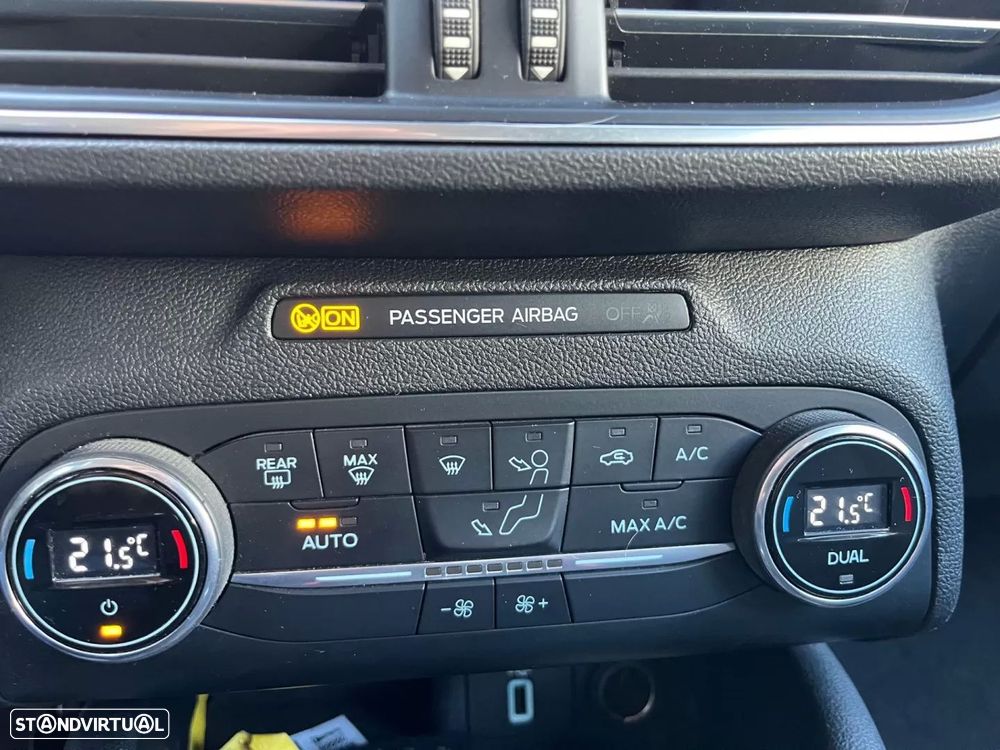 ON PASSENGER AIRBAG OFF
REAR
MAX
A/C
AUTO
MAX A/C
21.5°C
21.5°C
DUAL
- +
STANDVIRTUAL